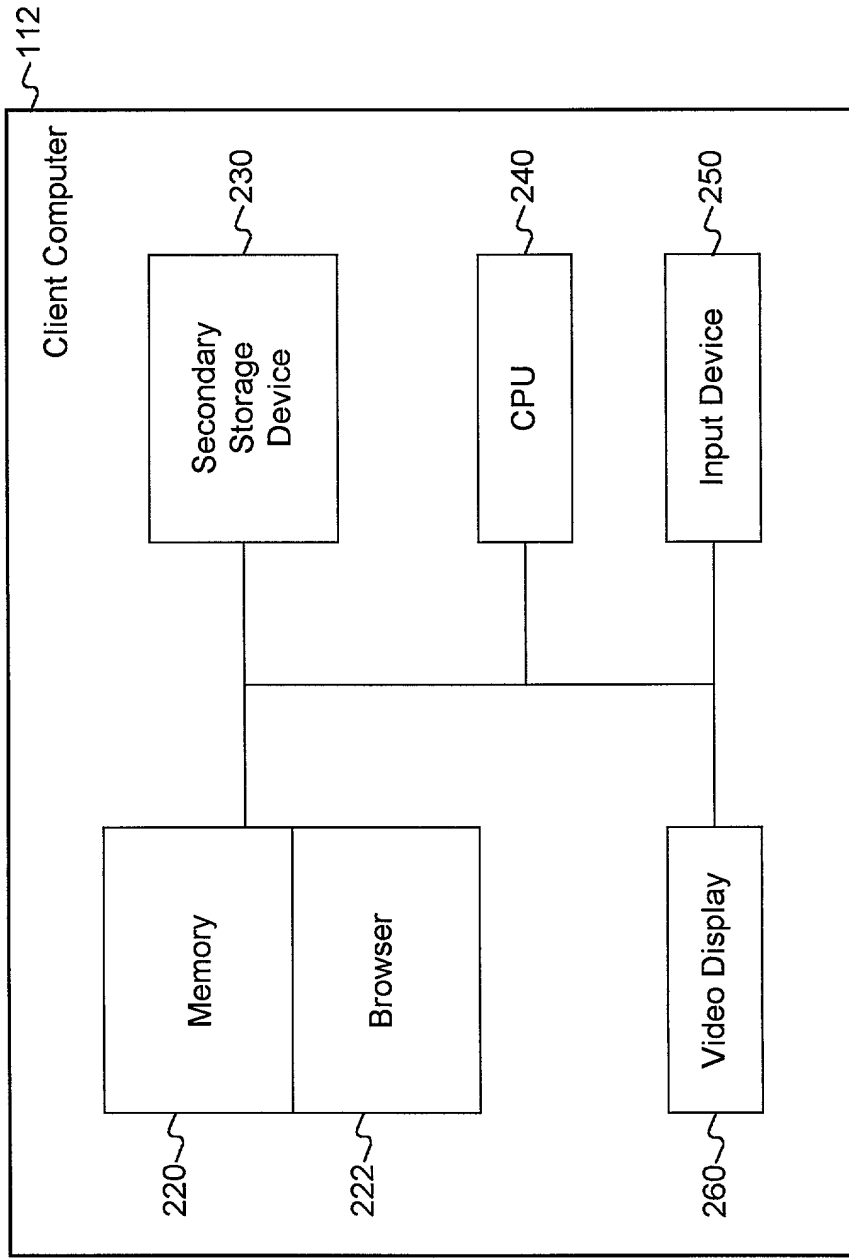 112
Client Computer
220
Memory
222
Browser
260
Video Display
Secondary
Storage
Device
230
CPU
240
Input Device
250